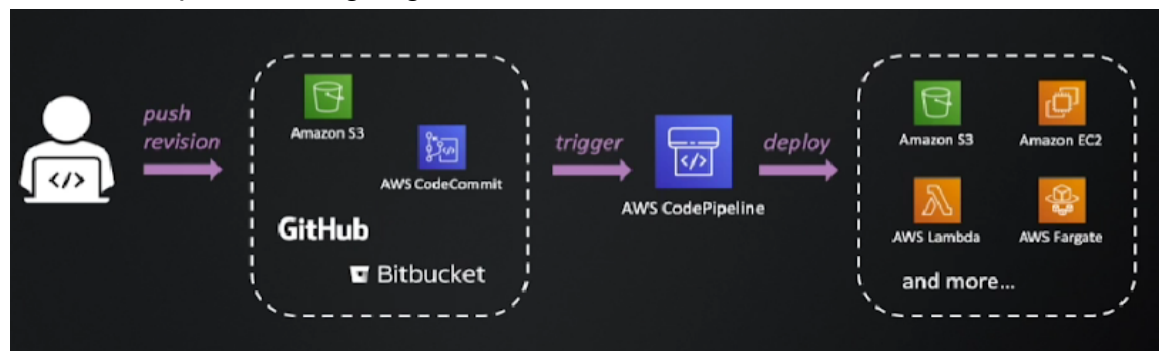 push
revision
Amazon S3
AWS CodeCommit
GitHub
Bitbucket
trigger
AWS CodePipeline
deploy
Amazon S3
Amazon EC2
AWS Lambda
AWS Fargate
and more...